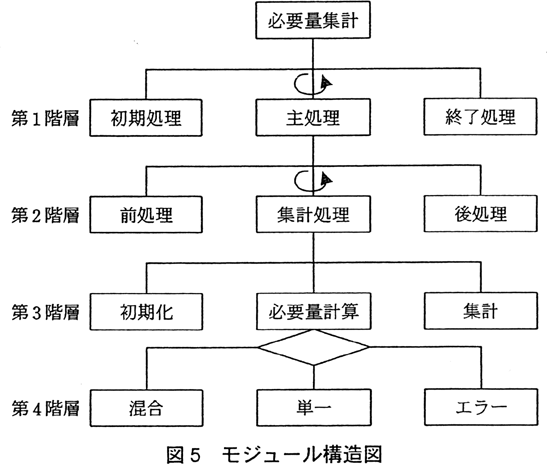 必要量集計
第1階層 初期処理 主処理 終了処理
第2階層 前処理 集計処理 後処理
第3階層 初期化 必要量計算 集計
第4階層 混合 単一 エラー
図5 モジュール構造図